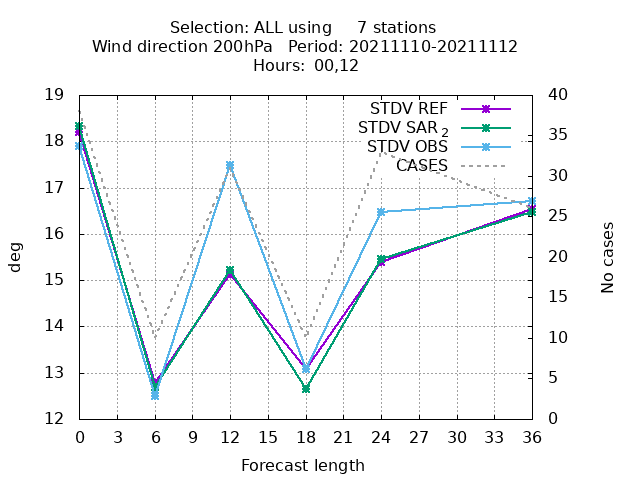 Selection: ALL using     7 stations
Wind direction 200hPa   Period: 20211110-20211112
Hours:  00,12
STDV REF
STDV SAR 2
STDV OBS
CASES
19
18
17
16
15
14
13
12
deg
40
35
30
25
20
15
10
5
0
No cases
0 3 6 9 12 15 18 21 24 27 30 33 36
Forecast length